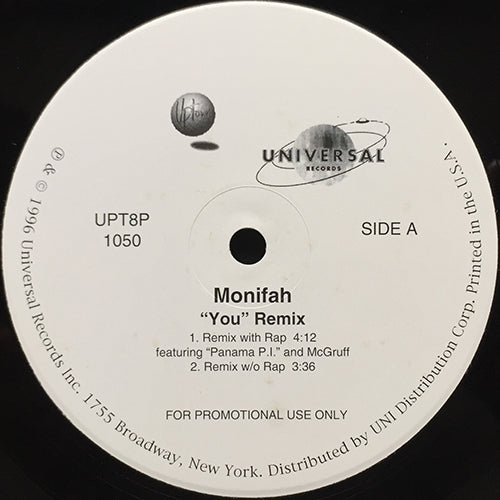 Uptown
UNIVERSAL
RECORDS
UPT8P
1050
SIDE A
Monifah
“You” Remix
1. Remix with Rap 4:12
featuring “Panama P.I.” and McGruff
2. Remix w/o Rap 3:36
FOR PROMOTIONAL USE ONLY
℗ & © 1996 Universal Records Inc. 1755 Broadway, New York. Distributed by UNI Distribution Corp. Printed in the U.S.A.